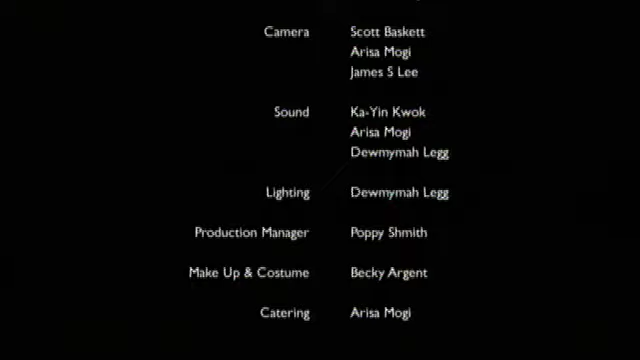 Camera Scott Baskett
Arisa Mogi
James S Lee
Sound Ka-Yin Kwok
Arisa Mogi
Dewmymah Legg
Lighting Dewmymah Legg
Production Manager Poppy Shmith
Make Up & Costume Becky Argent
Catering Arisa Mogi